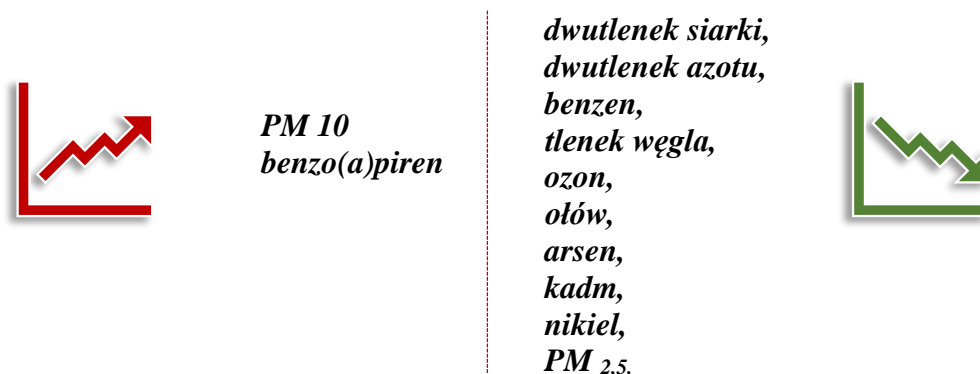 PM 10
benzo(a)piren
dwutlenek siarki,
dwutlenek azotu,
benzen,
tlenek węgla,
ozon,
ołów,
arsen,
kadm,
nikiel,
PM 2,5.